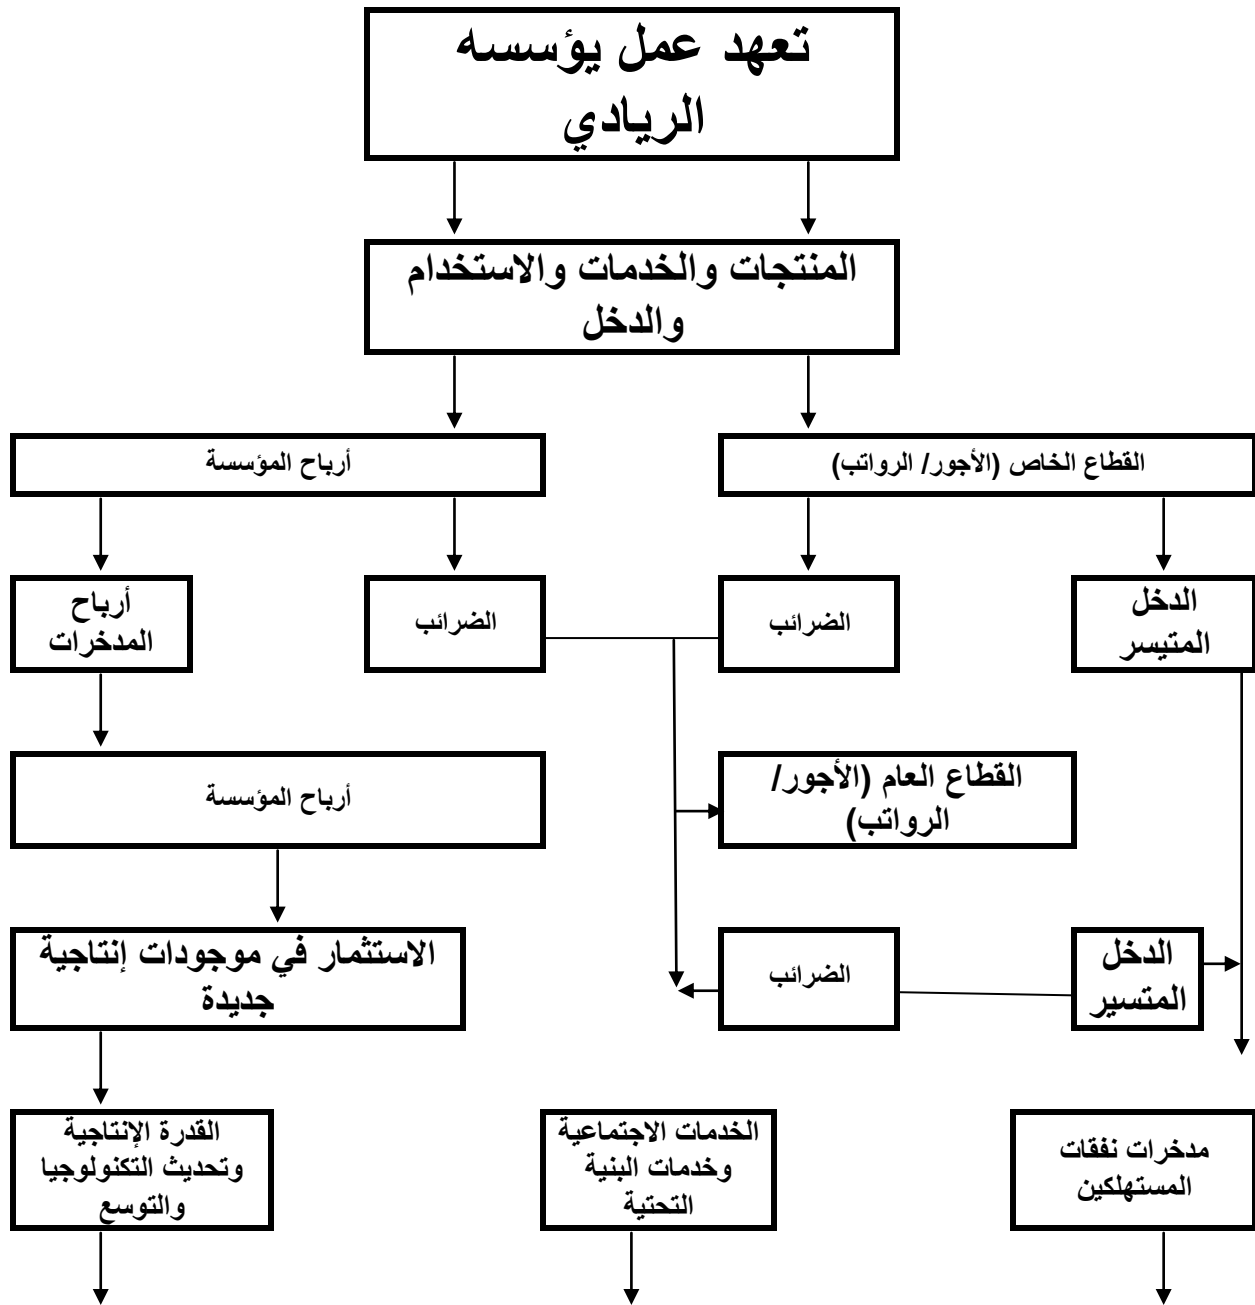 تعهد عمل يؤسسه
الريادي
المنتجات والخدمات والاستخدام
والدخل
القطاع الخاص (الأجور/ الرواتب)
أرباح المؤسسة
الدخل
المتيسر
الضرائب
الضرائب
أرباح
المدخرات
القطاع العام (الأجور/
الرواتب)
أرباح المؤسسة
الدخل
المتسير
الضرائب
الاستثمار في موجودات إنتاجية
جديدة
مدخرات نفقات
المستهلكين
الخدمات الاجتماعية
وخدمات البنية
التحتية
القدرة الإنتاجية
وتحديث التكنولوجيا
والتوسع